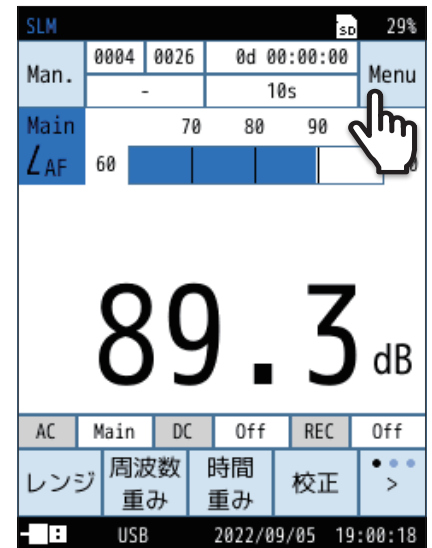 SLM SD 29%
Man. 0004 0026 0d 00:00:00 Menu
- 10s
Main 70 80 90
LAF 60
89.3 dB
AC Main DC Off REC Off
レンジ 周波数重み 時間重み 校正 >
USB 2022/09/05 19:00:18